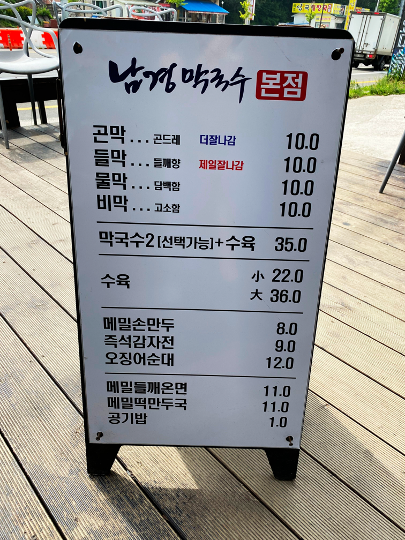 남경막국수 본점
곤막 ... 곤드레 더잘나감 10.0
들막 ... 들깨향 제일잘나감 10.0
물막 ... 담백함 10.0
비막 ... 고소함 10.0
막국수2 [선택가능] + 수육 35.0
수육 小 22.0
大 36.0
메밀손만두 8.0
즉석감자전 9.0
오징어순대 12.0
메밀들깨온면 11.0
메밀떡만두국 11.0
공기밥 1.0